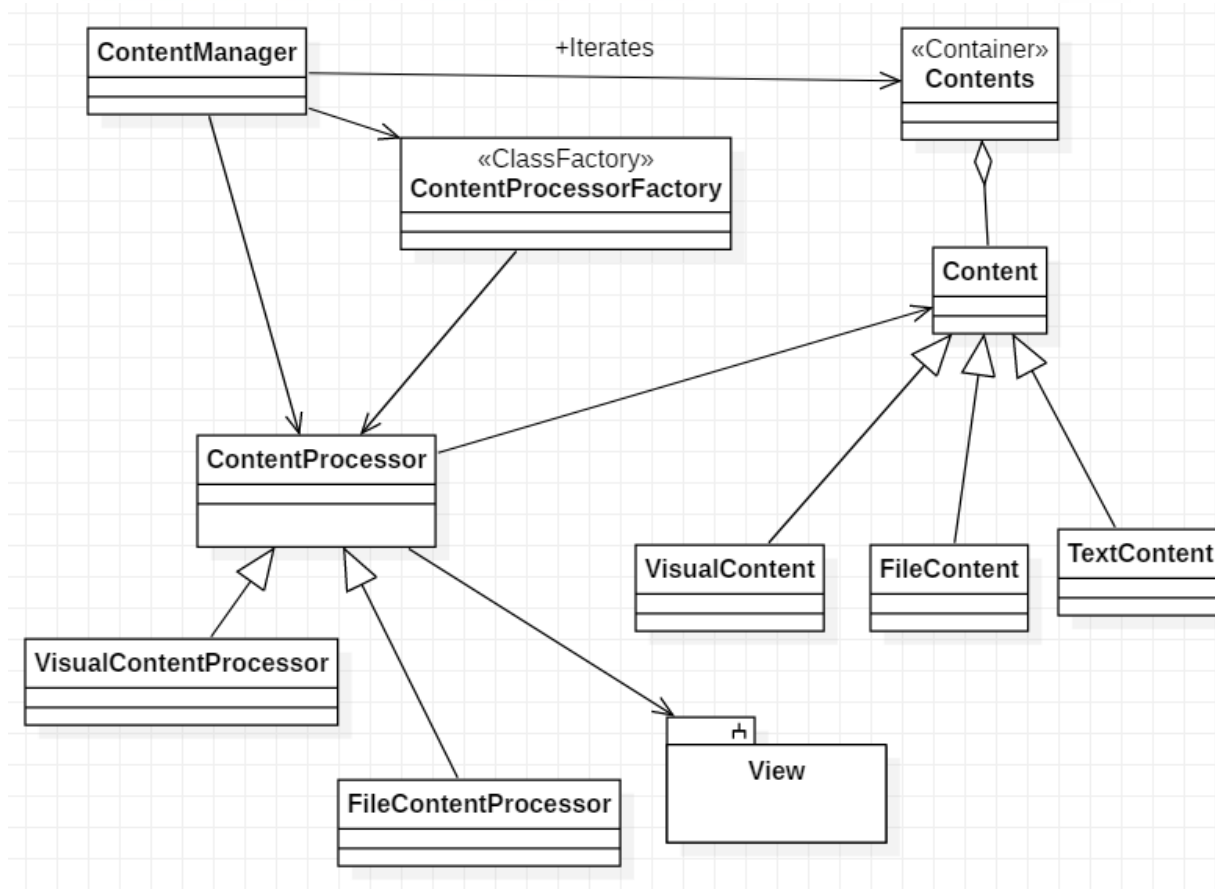 ContentManager
+Iterates
«Container»
Contents
«ClassFactory»
ContentProcessorFactory
Content
ContentProcessor
VisualContent
FileContent
TextContent
VisualContentProcessor
View
FileContentProcessor